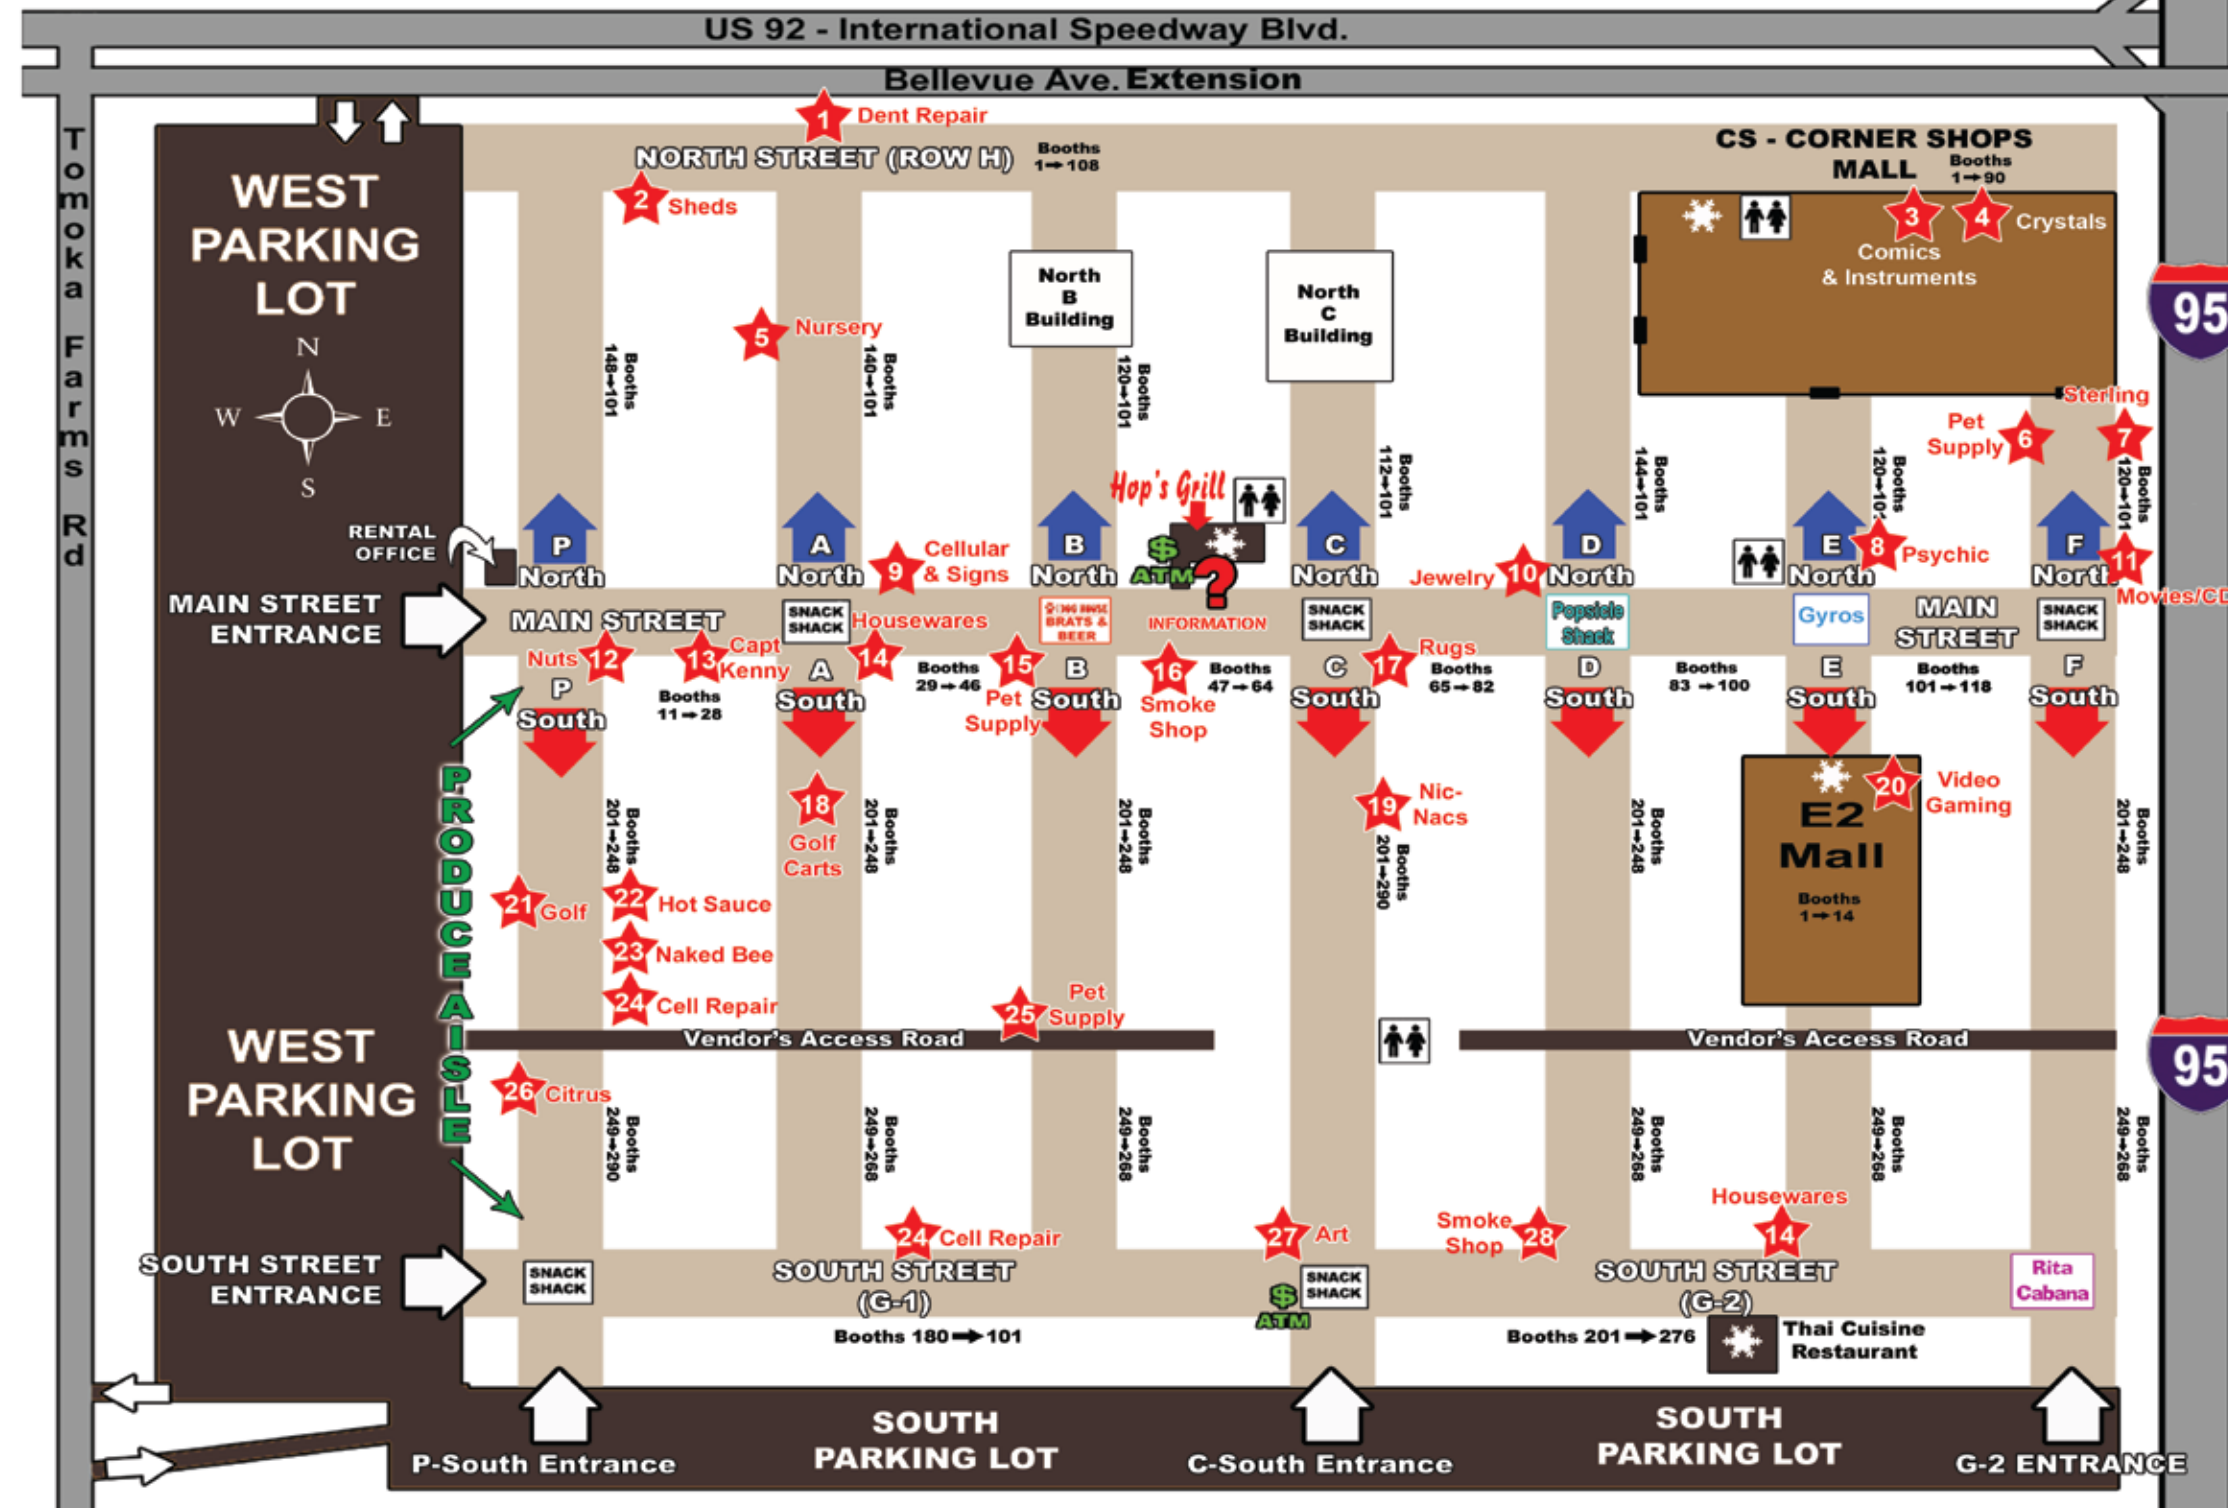 US 92 - International Speedway Blvd.
Bellevue Ave. Extension
Tomoka Farms Rd
1 Dent Repair
NORTH STREET (ROW H)
Booths
1→108
CS - CORNER SHOPS
MALL
Booths
1→90
WEST
PARKING
LOT
N
W E
S
2 Sheds
3
4 Crystals
Comics
& Instruments
North
B
Building
North
C
Building
95
5 Nursery
Booths
148→101
Booths
140→101
Booths
120→101
Booths
112→101
Booths
144→101
Booths
120→101
Booths
120→101
Sterling
Pet
Supply 6
7
Hop's Grill
RENTAL
OFFICE
P
North
A
North
9 Cellular
& Signs
B
North
$
ATM
?
INFORMATION
C
North
Jewelry 10
D
North
E
North
8 Psychic
F
North
11
Movies/CD
MAIN STREET
ENTRANCE
MAIN STREET
SNACK
SHACK
Housewares
DOG HOUSE
BRATS &
BEER
SNACK
SHACK
Popsicle
Shack
Gyros
MAIN
STREET
SNACK
SHACK
Nuts 12
13 Capt
Kenny
14
15
Pet
Supply
16
Smoke
Shop
17 Rugs
Booths
11→28
Booths
29→46
Booths
47→64
Booths
65→82
Booths
83→100
Booths
101→118
P
South
A
South
B
South
C
South
D
South
E
South
F
South
PRODUCE AISLE
18
Golf
Carts
19 Nic-
Nacs
20 Video
Gaming
E2
Mall
Booths
1→14
Booths
201→248
Booths
201→248
Booths
201→248
Booths
201→290
Booths
201→248
Booths
201→248
21 Golf
22 Hot Sauce
23 Naked Bee
24 Cell Repair
25 Pet
Supply
Vendor's Access Road
Vendor's Access Road
95
WEST
PARKING
LOT
26 Citrus
Booths
249→290
Booths
249→268
Booths
249→268
Booths
249→268
Booths
249→268
Booths
249→268
24 Cell Repair
27 Art
Smoke
Shop 28
Housewares
14
SOUTH STREET
ENTRANCE
SNACK
SHACK
SOUTH STREET
(G-1)
Booths 180→101
SNACK
SHACK
$
ATM
SOUTH STREET
(G-2)
Booths 201→276
Rita
Cabana
Thai Cuisine
Restaurant
SOUTH
PARKING LOT
SOUTH
PARKING LOT
P-South Entrance
C-South Entrance
G-2 ENTRANCE